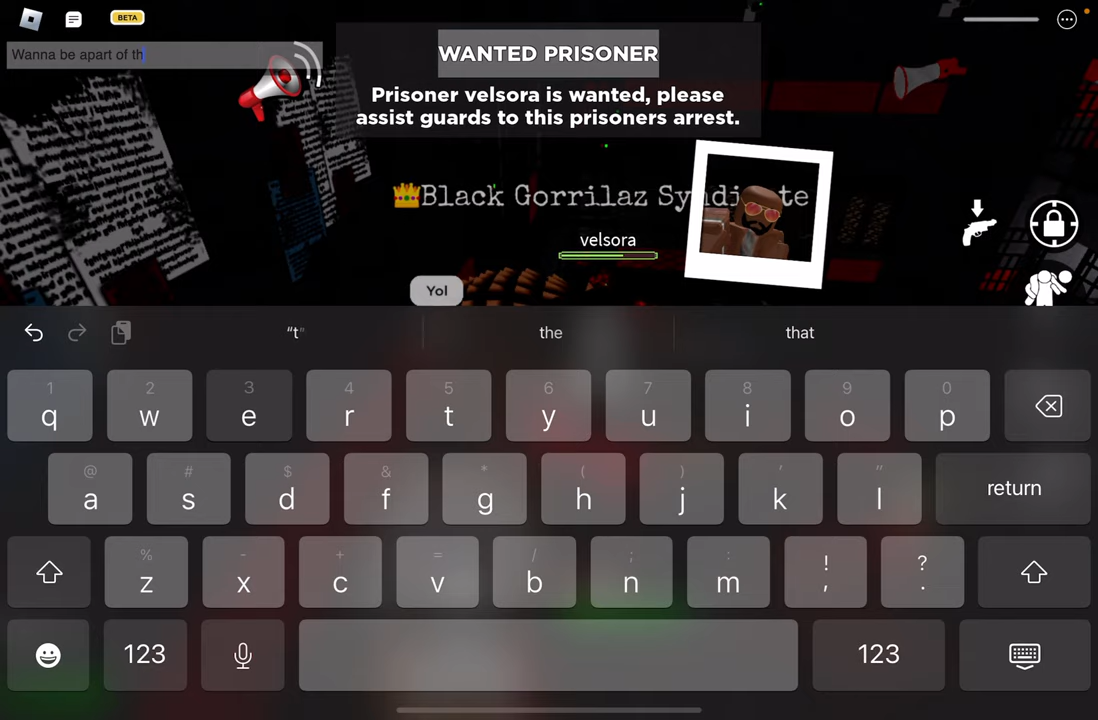 BETA
Wanna be apart of th
WANTED PRISONER
Prisoner velsora is wanted, please
assist guards to this prisoners arrest.
👑Black Gorrilaz Syndicate
velsora
Yol
“t” the that
1 2 3 4 5 6 7 8 9 0
q w e r t y u i o p
@ # $ & * ( ) ' "
a s d f g h j k l return
% - + = / ; : ! ?
z x c v b n m , .
123 123